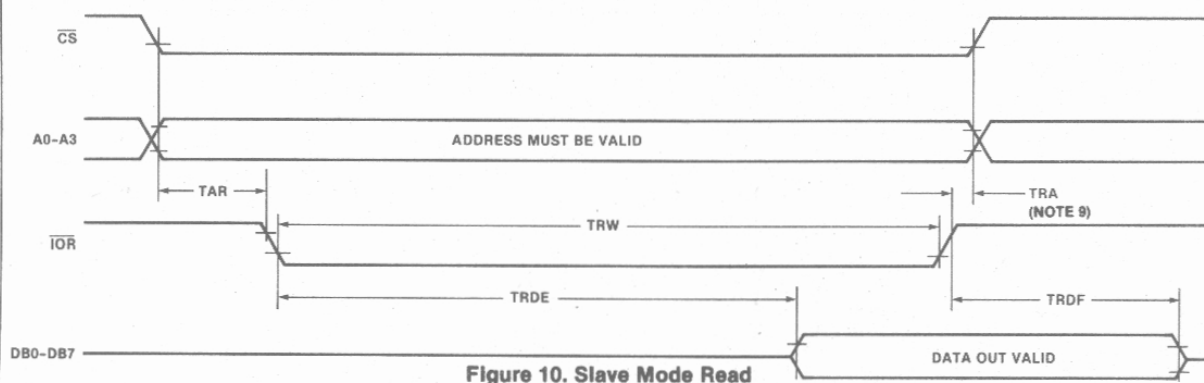 CS
A0-A3
ADDRESS MUST BE VALID
TAR
TRA
(NOTE 9)
IOR
TRW
TRDE
TRDF
DB0-DB7
DATA OUT VALID
Figure 10. Slave Mode Read